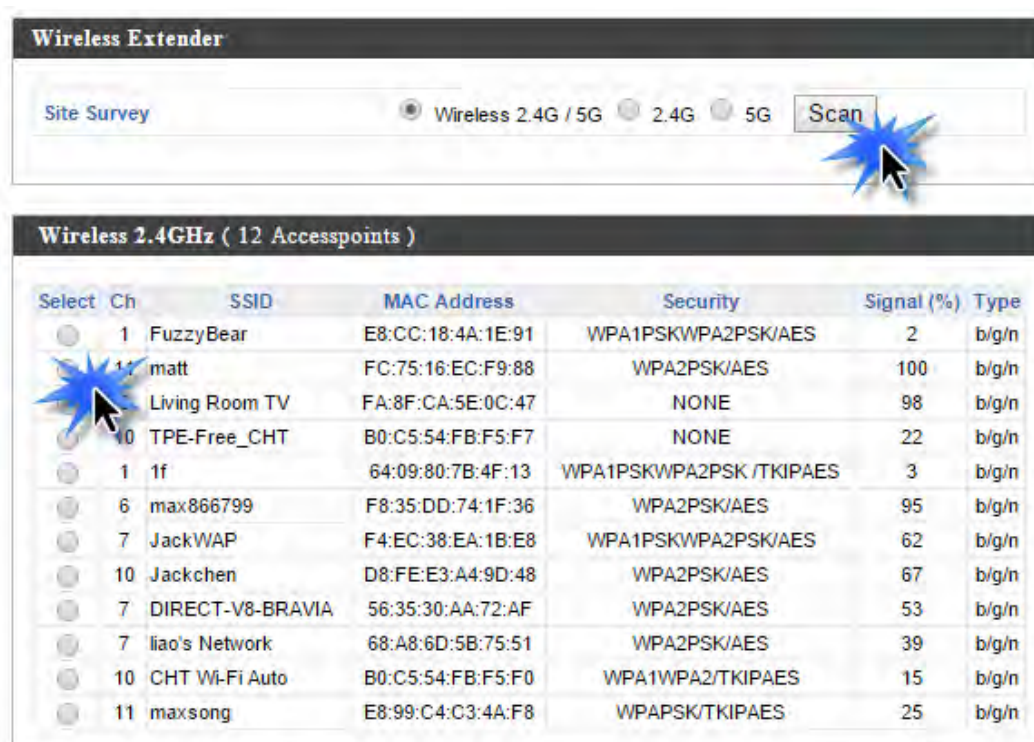 Wireless Extender
Site Survey Wireless 2.4G / 5G 2.4G 5G Scan
Wireless 2.4GHz ( 12 Accesspoints )
Select Ch SSID MAC Address Security Signal (%) Type
1 FuzzyBear E8:CC:18:4A:1E:91 WPA1PSKWPA2PSK/AES 2 b/g/n
11 matt FC:75:16:EC:F9:88 WPA2PSK/AES 100 b/g/n
Living Room TV FA:8F:CA:5E:0C:47 NONE 98 b/g/n
10 TPE-Free_CHT B0:C5:54:FB:F5:F7 NONE 22 b/g/n
1 1f 64:09:80:7B:4F:13 WPA1PSKWPA2PSK /TKIPAES 3 b/g/n
6 max866799 F8:35:DD:74:1F:36 WPA2PSK/AES 95 b/g/n
7 JackWAP F4:EC:38:EA:1B:E8 WPA1PSKWPA2PSK/AES 62 b/g/n
10 Jackchen D8:FE:E3:A4:9D:48 WPA2PSK/AES 67 b/g/n
7 DIRECT-V8-BRAVIA 56:35:30:AA:72:AF WPA2PSK/AES 53 b/g/n
7 liao's Network 68:A8:6D:5B:75:51 WPA2PSK/AES 39 b/g/n
10 CHT Wi-Fi Auto B0:C5:54:FB:F5:F0 WPA1WPA2/TKIPAES 15 b/g/n
11 maxsong E8:99:C4:C3:4A:F8 WPAPSK/TKIPAES 25 b/g/n